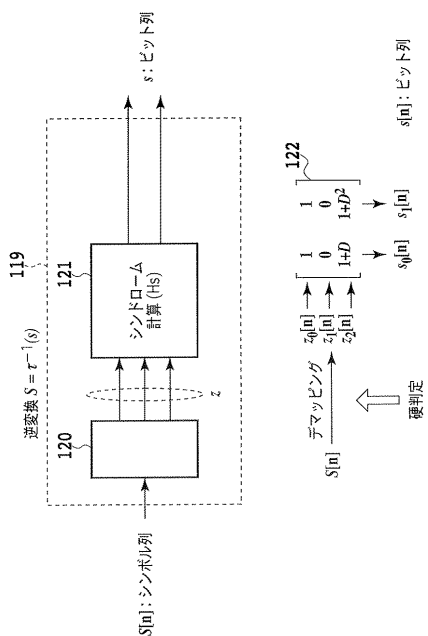 逆変換 S = τ⁻¹(s)
119
120
121
シンドローム
計算 (Hs)
z
S[n] : シンボル列
s : ビット列
S[n]
デマッピング
硬判定
z₀[n]
z₁[n]
z₂[n]
122
1 1
0 0
1+D 1+D²
s₀[n] s₁[n]
s[n] : ビット列